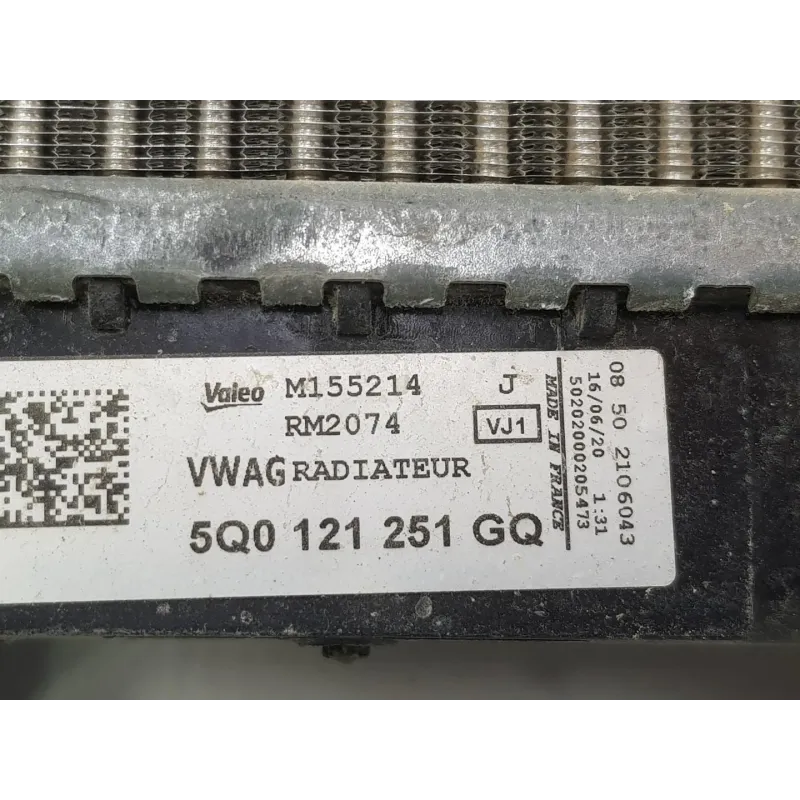 Valeo M155214 J
RM2074 VJ1
VWAG RADIATEUR
5Q0 121 251 GQ
MADE IN FRANCE
5020200205473
16/06/20 1:31
08 50 2106043